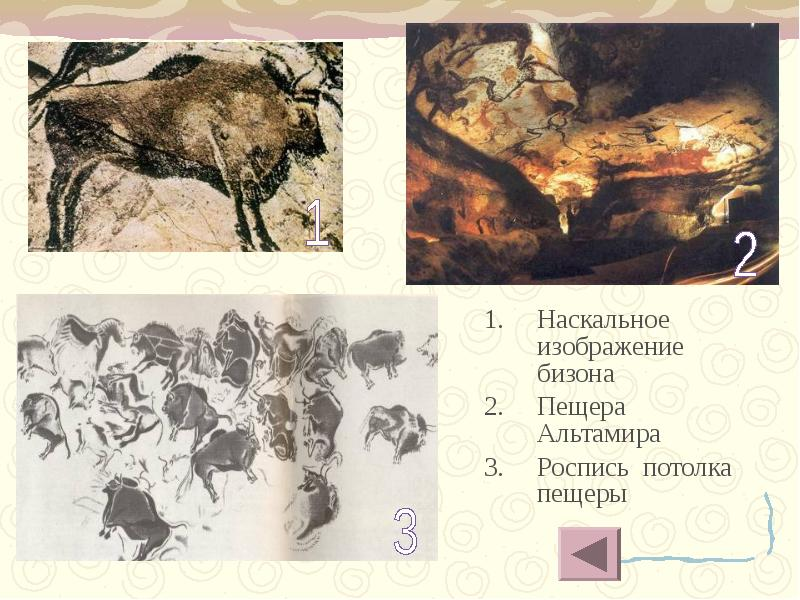 1
2
3
1. Наскальное
изображение
бизона
2. Пещера
Альтамира
3. Роспись потолка
пещеры